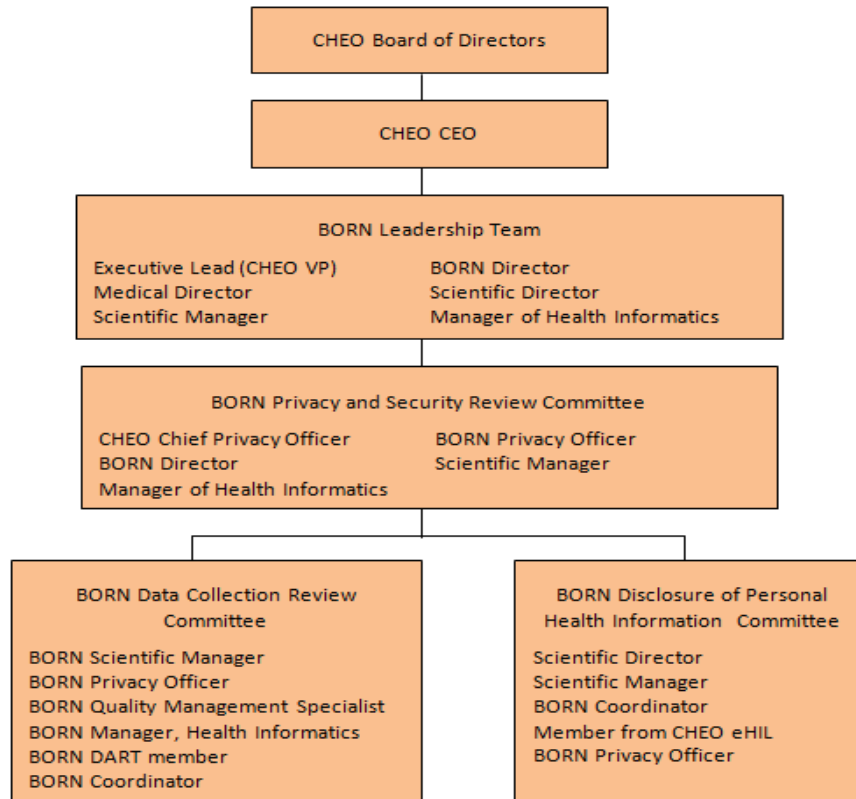 CHEO Board of Directors
CHEO CEO
BORN Leadership Team
Executive Lead (CHEO VP)
BORN Director
Medical Director
Scientific Director
Scientific Manager
Manager of Health Informatics
BORN Privacy and Security Review Committee
CHEO Chief Privacy Officer
BORN Privacy Officer
BORN Director
Scientific Manager
Manager of Health Informatics
BORN Data Collection Review
Committee
BORN Scientific Manager
BORN Privacy Officer
BORN Quality Management Specialist
BORN Manager, Health Informatics
BORN DART member
BORN Coordinator
BORN Disclosure of Personal
Health Information Committee
Scientific Director
Scientific Manager
BORN Coordinator
Member from CHEO eHIL
BORN Privacy Officer